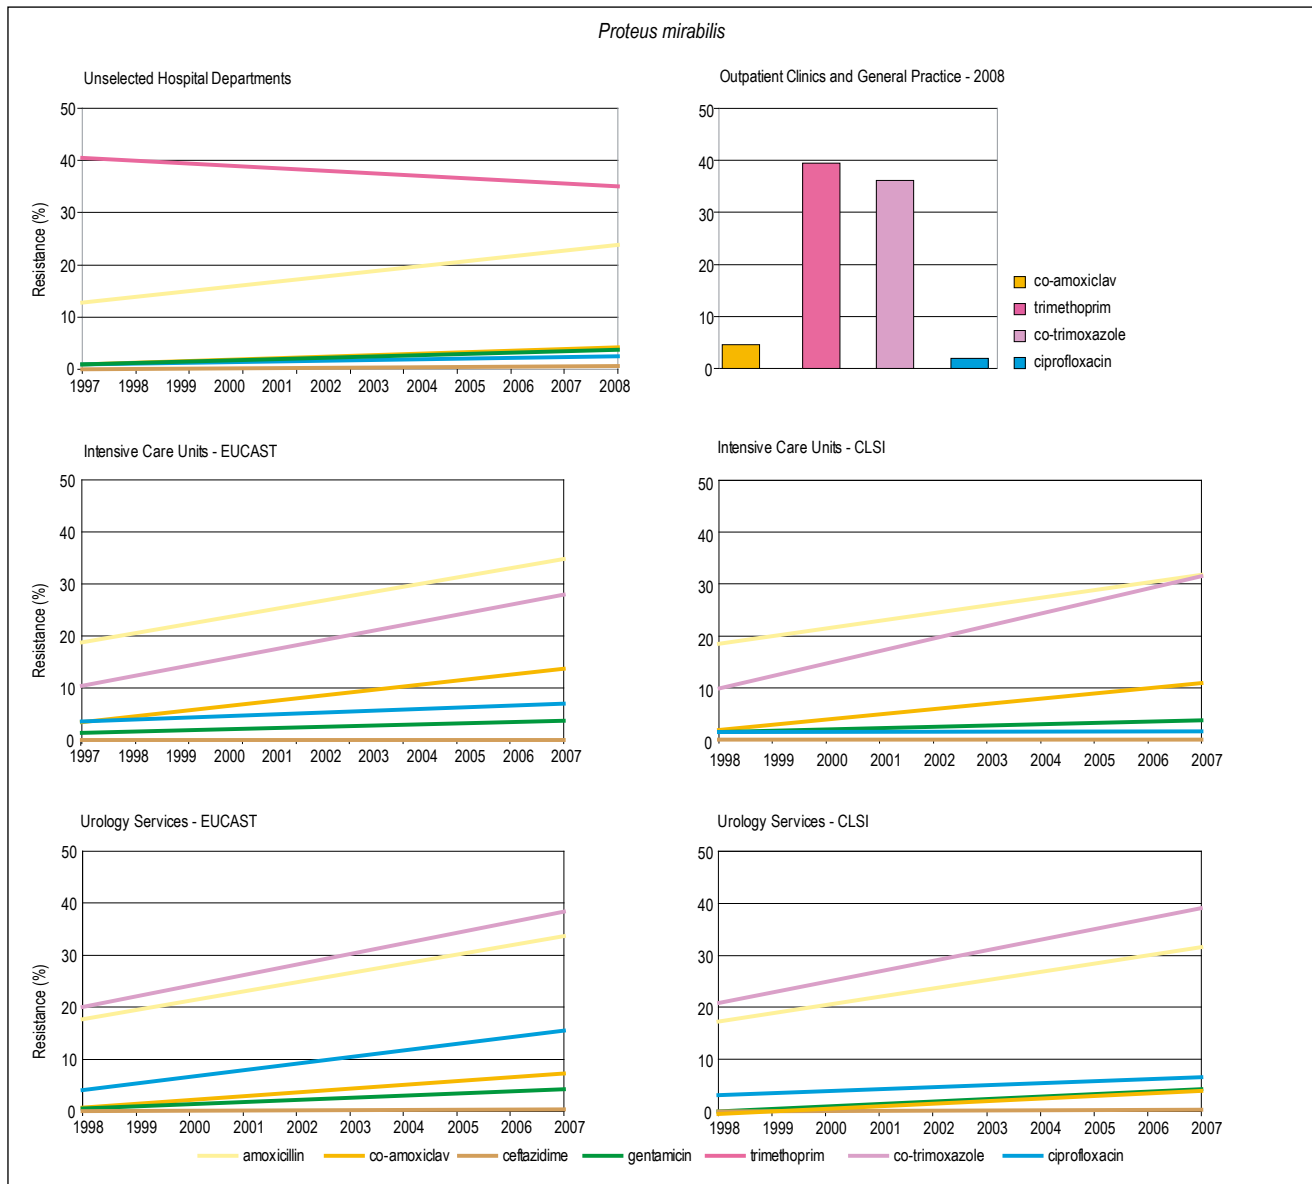 Proteus mirabilis
Unselected Hospital Departments
50
40
30
20
10
0
Resistance (%)
1997 1998 1999 2000 2001 2002 2003 2004 2005 2006 2007 2008
Outpatient Clinics and General Practice - 2008
50
40
30
20
10
0
co-amoxiclav
trimethoprim
co-trimoxazole
ciprofloxacin
Intensive Care Units - EUCAST
50
40
30
20
10
0
Resistance (%)
1997 1998 1999 2000 2001 2002 2003 2004 2005 2006 2007
Intensive Care Units - CLSI
50
40
30
20
10
0
1998 1999 2000 2001 2002 2003 2004 2005 2006 2007
Urology Services - EUCAST
50
40
30
20
10
0
Resistance (%)
1998 1999 2000 2001 2002 2003 2004 2005 2006 2007
Urology Services - CLSI
50
40
30
20
10
0
1998 1999 2000 2001 2002 2003 2004 2005 2006 2007
amoxicillin co-amoxiclav ceftazidime gentamicin trimethoprim co-trimoxazole ciprofloxacin